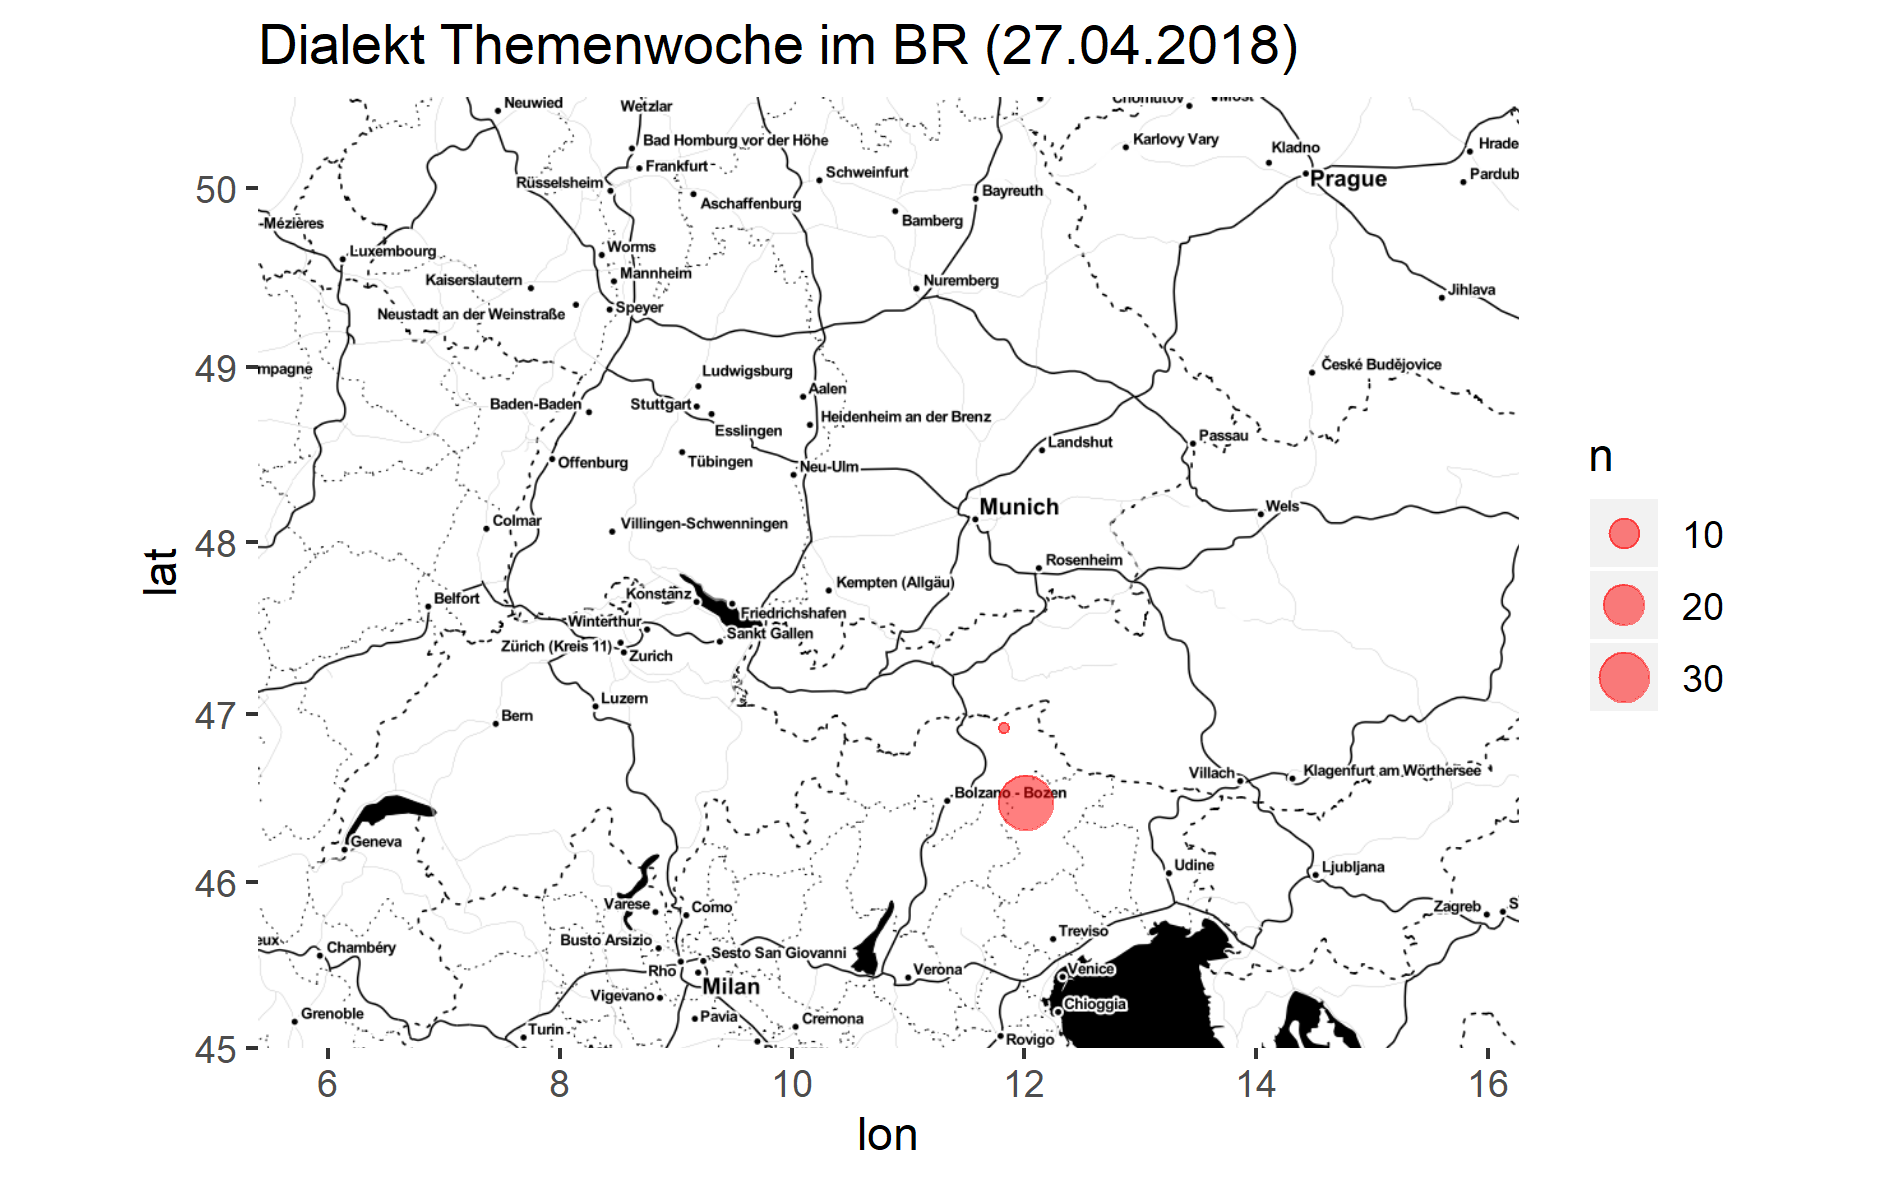 Dialekt Themenwoche im BR (27.04.2018)
Neuwied
Wetzlar
Chomutov
Most
Bad Homburg vor der Höhe
Karlovy Vary
Kladno
Hrade
Frankfurt
Schweinfurt
Prague
Pardub
Rüsselsheim
Bayreuth
50
Aschaffenburg
Bamberg
-Mézières
Luxembourg
Worms
Mannheim
Kaiserslautern
Nuremberg
Jihlava
Neustadt an der Weinstraße
Speyer
49
mpagne
Ludwigsburg
České Budějovice
Aalen
Baden-Baden
Stuttgart
Heidenheim an der Brenz
Esslingen
Landshut
Passau
Offenburg
Tübingen
Neu-Ulm
n
Munich
Wels
Colmar
Villingen-Schwenningen
10
48
Rosenheim
lat
Kempten (Allgäu)
Belfort
Konstanz
Friedrichshafen
20
Winterthur
Sankt Gallen
Zürich (Kreis 11)
Zurich
30
Luzern
47
Bern
Villach
Klagenfurt am Wörthersee
Bolzano - Bozen
Geneva
Udine
Ljubljana
46
Varese
Como
Zagreb
S
eux
Chambéry
Busto Arsizio
Sesto San Giovanni
Treviso
Rho
Verona
Venice
Milan
Vigevano
Chioggia
Grenoble
Pavia
Cremona
Turin
Rovigo
45
6
8
10
12
14
16
lon